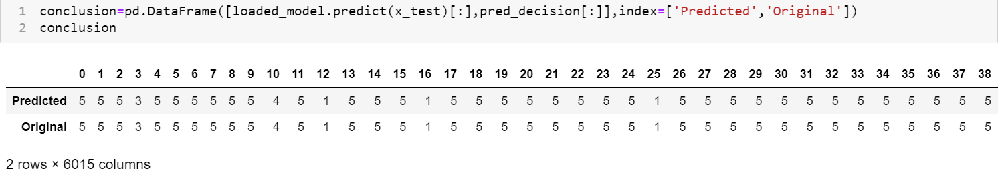 1 conclusion=pd.DataFrame([loaded_model.predict(x_test)[:],pred_decision[:]],index=['Predicted','Original'])
2 conclusion
0 1 2 3 4 5 6 7 8 9 10 11 12 13 14 15 16 17 18 19 20 21 22 23 24 25 26 27 28 29 30 31 32 33 34 35 36 37 38
Predicted 5 5 5 3 5 5 5 5 5 5 4 5 1 5 5 5 1 5 5 5 5 5 5 5 5 1 5 5 5 5 5 5 5 5 5 5 5 5 5
Original 5 5 5 3 5 5 5 5 5 5 4 5 1 5 5 5 1 5 5 5 5 5 5 5 5 1 5 5 5 5 5 5 5 5 5 5 5 5 5
2 rows × 6015 columns